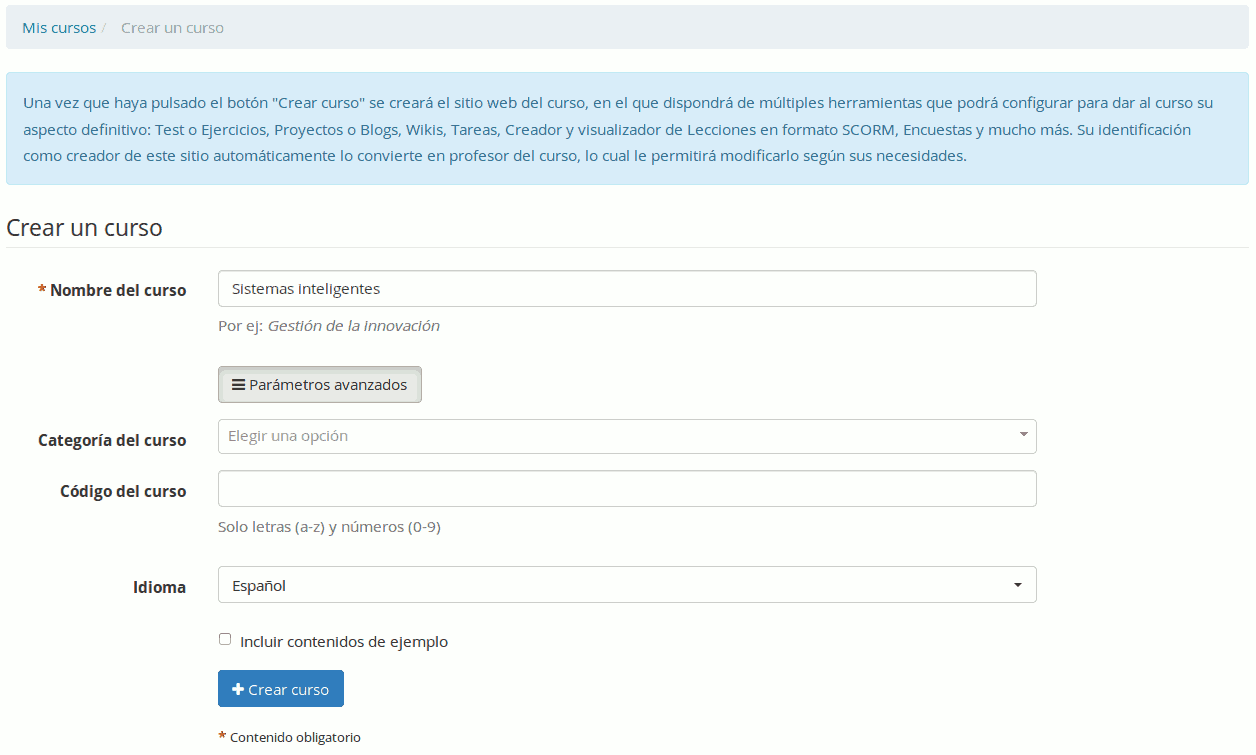 Mis cursos / Crear un curso
Una vez que haya pulsado el botón "Crear curso" se creará el sitio web del curso, en el que dispondrá de múltiples herramientas que podrá configurar para dar al curso su
aspecto definitivo: Test o Ejercicios, Proyectos o Blogs, Wikis, Tareas, Creador y visualizador de Lecciones en formato SCORM, Encuestas y mucho más. Su identificación
como creador de este sitio automáticamente lo convierte en profesor del curso, lo cual le permitirá modificarlo según sus necesidades.
Crear un curso
* Nombre del curso Sistemas inteligentes
Por ej: Gestión de la Innovación
Parámetros avanzados
Categoría del curso Elegir una opción
Código del curso
Solo letras (a-z) y números (0-9)
Idioma Español
Incluir contenidos de ejemplo
Crear curso
* Contenido obligatorio